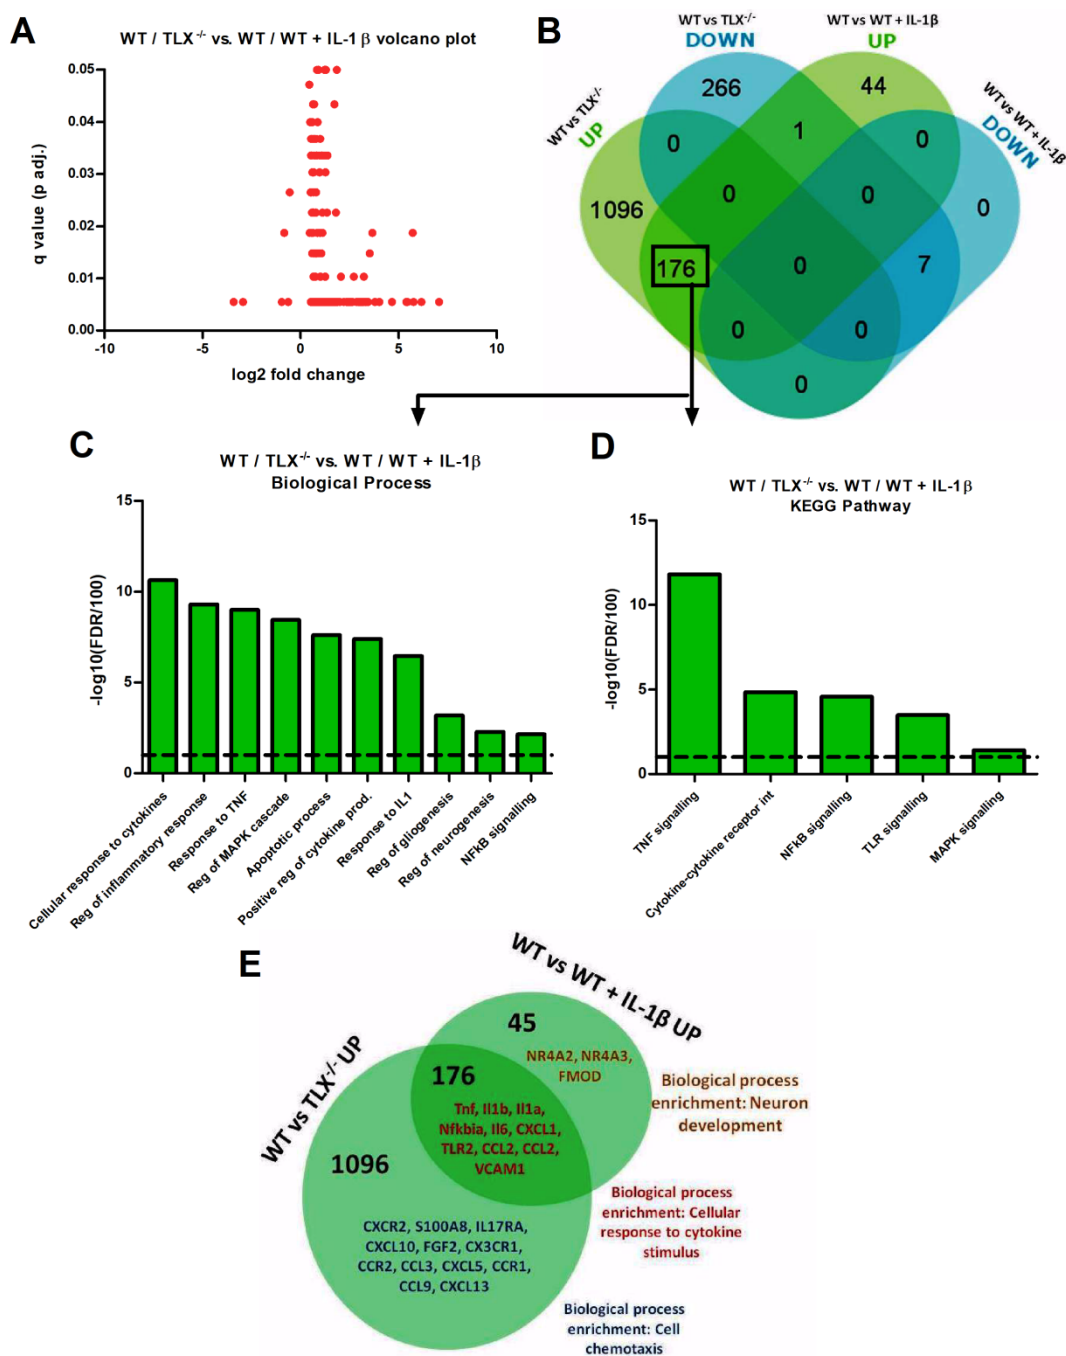 A
WT / TLX-/- vs. WT / WT + IL-1 β volcano plot
q value (p adj.)
0.05
0.04
0.03
0.02
0.01
0.00
-10
-5
0
5
10
log2 fold change
B
WT vs TLX-/-
DOWN
WT vs WT + IL-1β
UP
WT vs TLX-/-
UP
WT vs WT + IL-1β
DOWN
266
44
0
1
0
1096
0
0
0
176
0
7
0
0
0
C
WT / TLX-/- vs. WT / WT + IL-1β
Biological Process
-log10(FDR/100)
15
10
5
0
Cellular response to cytokines
Reg of inflammatory response
Response to TNF
Reg of MAPK cascade
Apoptotic process
Positive reg of cytokine prod.
Response to IL1
Reg of gliogenesis
Reg of neurogenesis
NFkB signalling
D
WT / TLX-/- vs. WT / WT + IL-1β
KEGG Pathway
-log10(FDR/100)
15
10
5
0
TNF signalling
Cytokine-cytokine receptor int
NFkB signalling
TLR signalling
MAPK signalling
E
WT vs WT + IL-1β UP
WT vs TLX-/- UP
45
NR4A2, NR4A3,
FMOD
176
Tnf, Il1b, Il1a,
Nfkbia, Il6, CXCL1,
TLR2, CCL2, CCL2,
VCAM1
1096
CXCR2, S100A8, IL17RA,
CXCL10, FGF2, CX3CR1,
CCR2, CCL3, CXCL5, CCR1,
CCL9, CXCL13
Biological process
enrichment: Neuron
development
Biological process
enrichment: Cellular
response to cytokine
stimulus
Biological process
enrichment: Cell
chemotaxis